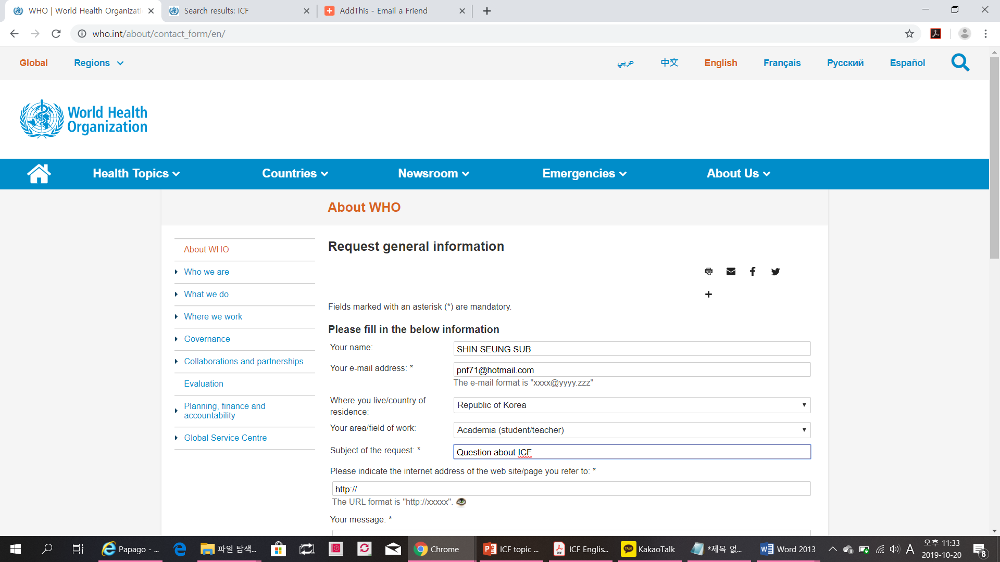 WHO | World Health Organizati
Search results: ICF
AddThis - Email a Friend
who.int/about/contact_form/en/
Global
Regions
عربي
中文
English
Français
Русский
Español
World Health
Organization
Health Topics
Countries
Newsroom
Emergencies
About Us
About WHO
About WHO
Who we are
What we do
Where we work
Governance
Collaborations and partnerships
Evaluation
Planning, finance and
accountability
Global Service Centre
Request general information
Fields marked with an asterisk (*) are mandatory.
Please fill in the below information
Your name:
SHIN SEUNG SUB
Your e-mail address: *
pnf71@hotmail.com
The e-mail format is "xxxx@yyyy.zzz"
Where you live/country of
residence:
Republic of Korea
Your area/field of work:
Academia (student/teacher)
Subject of the request: *
Question about ICF
Please indicate the internet address of the web site/page you refer to: *
http://
The URL format is "http://xxxxx".
Your message: *
Papago - ...
파일 탐색...
Chrome
ICF topic ...
ICF Englis...
TALK
KakaoTalk
*제목 없...
Word 2013
A
오후 11:33
2019-10-20
8